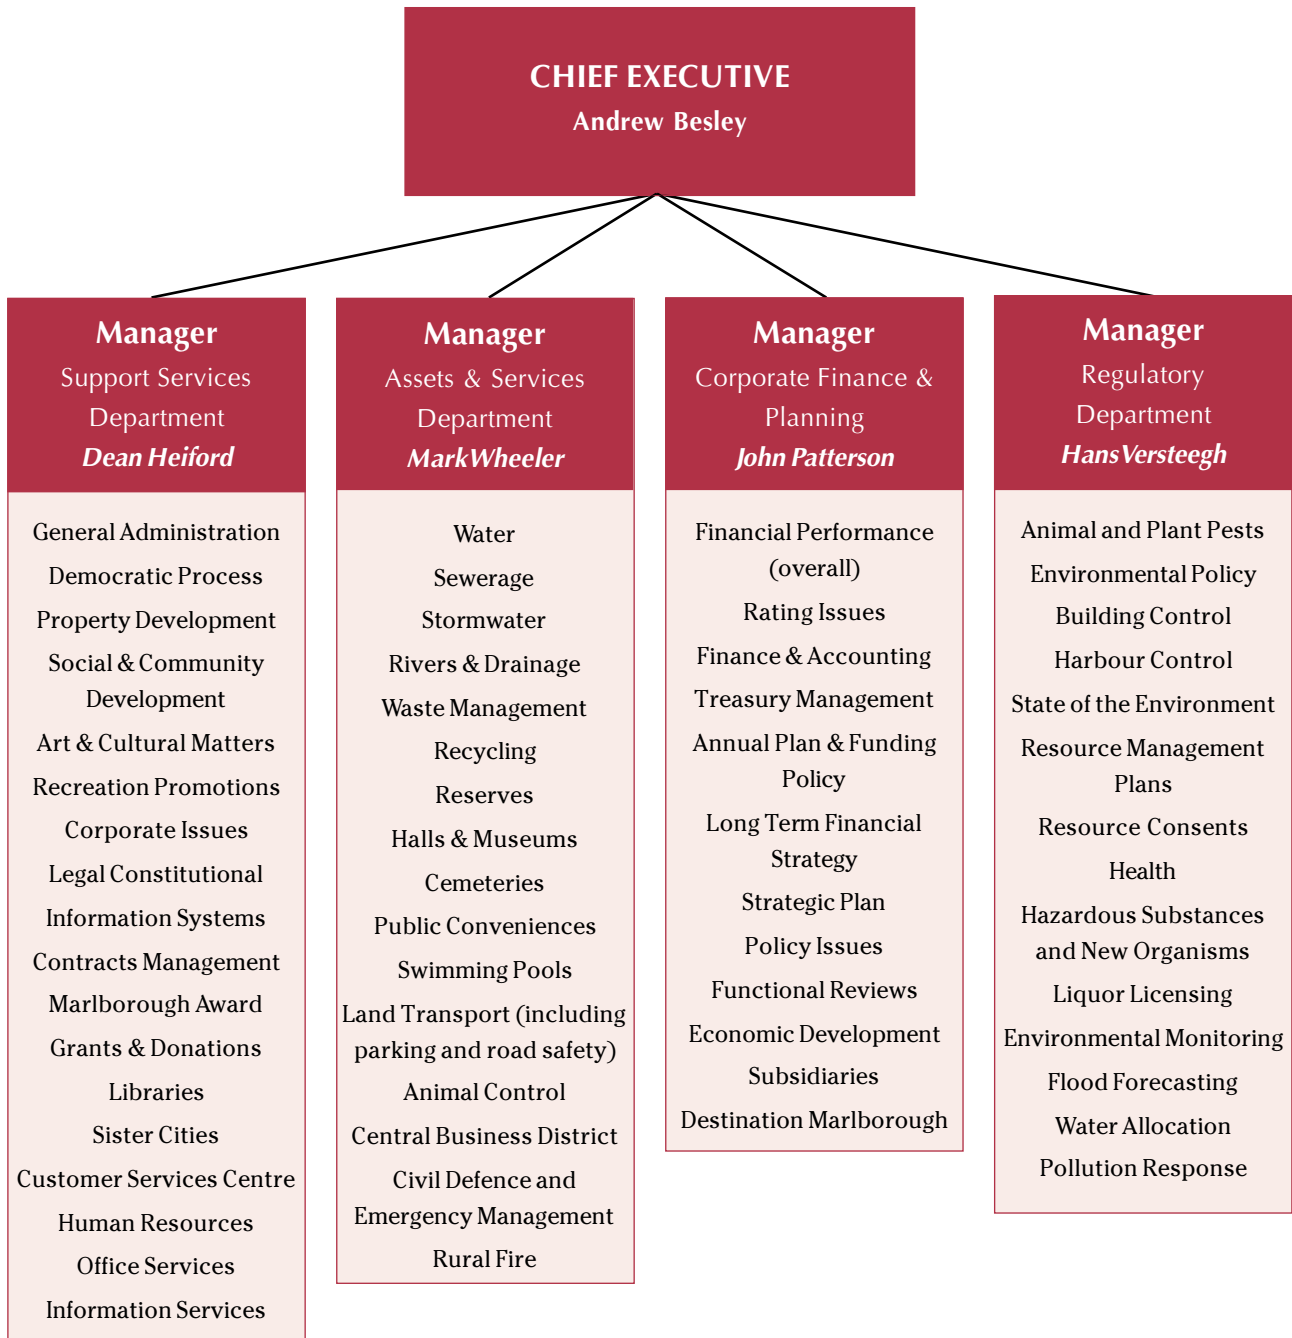 CHIEF EXECUTIVE
Andrew Besley
Manager
Support Services
Department
Dean Heiford
General Administration
Democratic Process
Property Development
Social & Community
Development
Art & Cultural Matters
Recreation Promotions
Corporate Issues
Legal Constitutional
Information Systems
Contracts Management
Marlborough Award
Grants & Donations
Libraries
Sister Cities
Customer Services Centre
Human Resources
Office Services
Information Services
Manager
Assets & Services
Department
MarkWheeler
Water
Sewerage
Stormwater
Rivers & Drainage
Waste Management
Recycling
Reserves
Halls & Museums
Cemeteries
Public Conveniences
Swimming Pools
Land Transport (including
parking and road safety)
Animal Control
Central Business District
Civil Defence and
Emergency Management
Rural Fire
Manager
Corporate Finance &
Planning
John Patterson
Financial Performance
(overall)
Rating Issues
Finance & Accounting
Treasury Management
Annual Plan & Funding
Policy
Long Term Financial
Strategy
Strategic Plan
Policy Issues
Functional Reviews
Economic Development
Subsidiaries
Destination Marlborough
Manager
Regulatory
Department
HansVersteegh
Animal and Plant Pests
Environmental Policy
Building Control
Harbour Control
State of the Environment
Resource Management
Plans
Resource Consents
Health
Hazardous Substances
and New Organisms
Liquor Licensing
Environmental Monitoring
Flood Forecasting
Water Allocation
Pollution Response